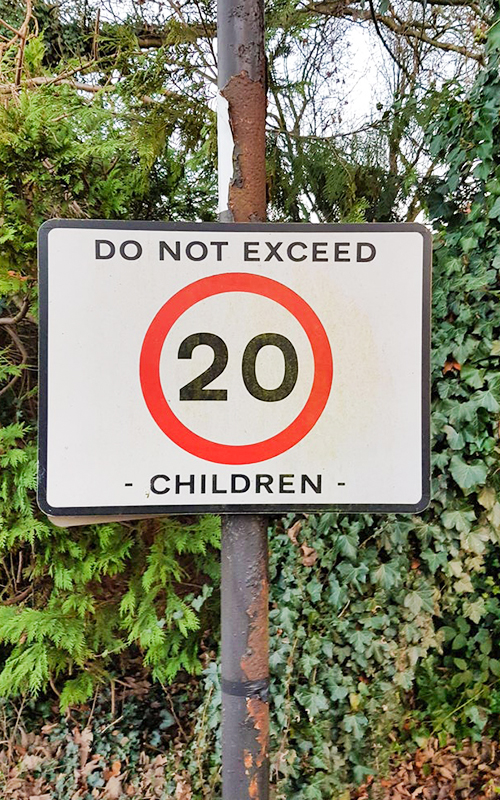 DO NOT EXCEED
20
- CHILDREN -